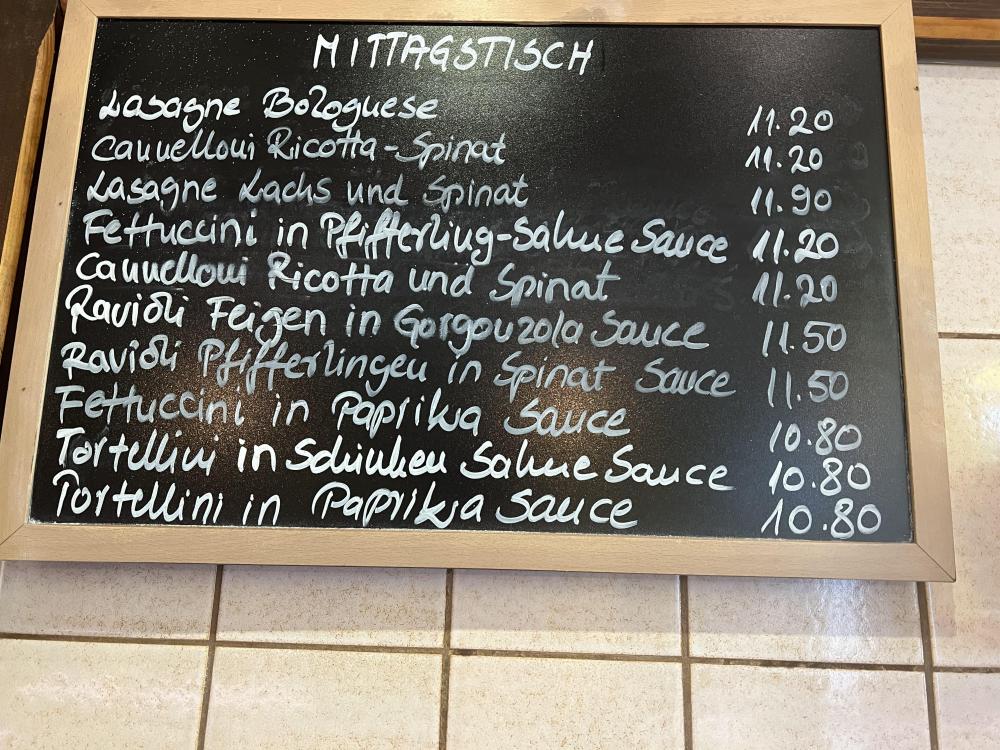 MITTAGSTISCH
Lasagne Bolognese 11.20
Cannelloni Ricotta-Spinat 11.20
Lasagne Lachs und Spinat 11.90
Fettuccini in Pfifferling-Sahne Sauce 11.20
Cannelloni Ricotta und Spinat 11.20
Ravioli Feigen in Gorgonzola Sauce 11.50
Ravioli Pfifferlingen in Spinat Sauce 11.50
Fettuccini in Paprika Sauce 10.80
Tortellini in Schinken Sahne Sauce 10.80
Tortellini in Paprika Sauce 10.80